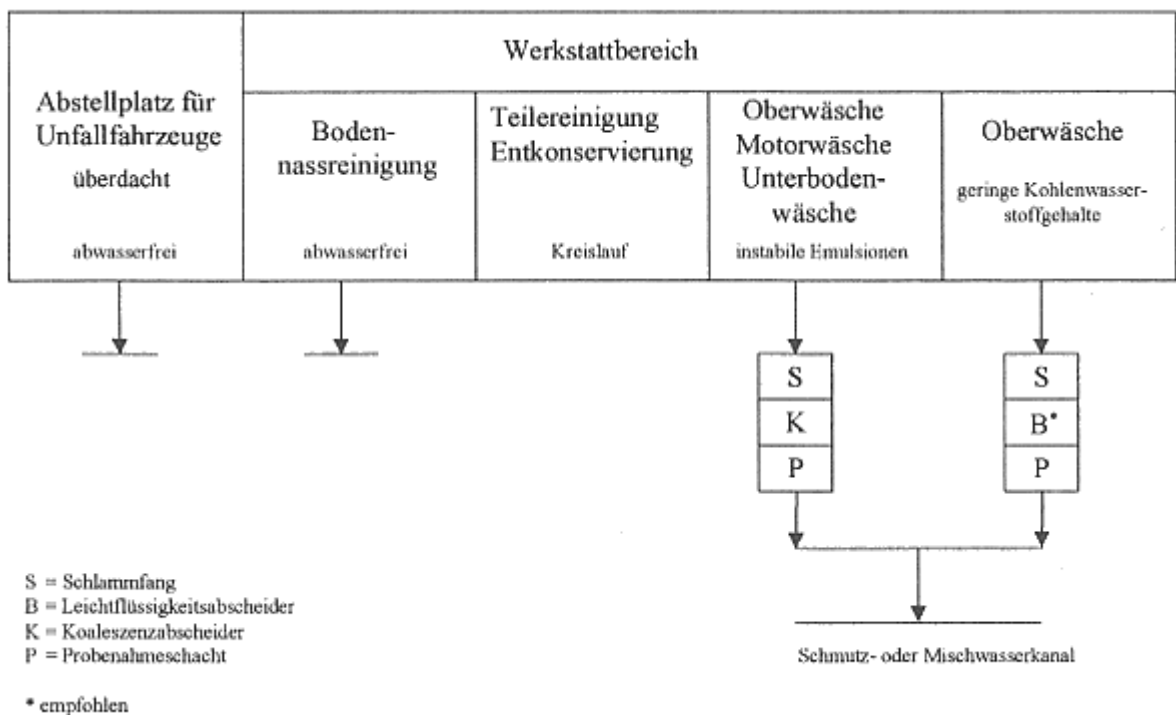 Werkstattbereich
Abstellplatz für
Unfallfahrzeuge
überdacht
abwasserfrei
Boden-
nassreinigung
abwasserfrei
Teilereinigung
Entkonservierung
Kreislauf
Oberwäsche
Motorwäsche
Unterboden-
wäsche
instabile Emulsionen
Oberwäsche
geringe Kohlenwasser-
stoffgehalte
S
K
P
S
B*
P
S = Schlammfang
B = Leichtflüssigkeitsabscheider
K = Koaleszenzabscheider
P = Probenahmeschacht
* empfohlen
Schmutz- oder Mischwasserkanal